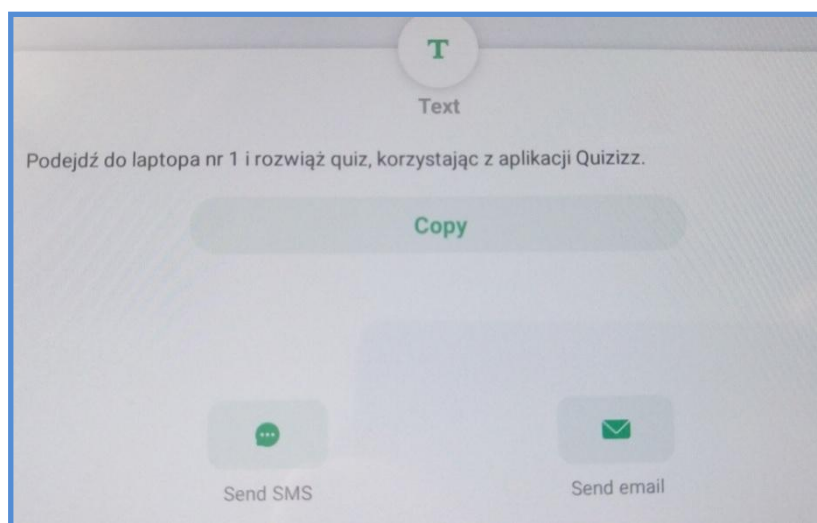 T
Text
Podejdź do laptopa nr 1 i rozwiąż quiz, korzystając z aplikacji Quizizz.
Copy
Send SMS
Send email